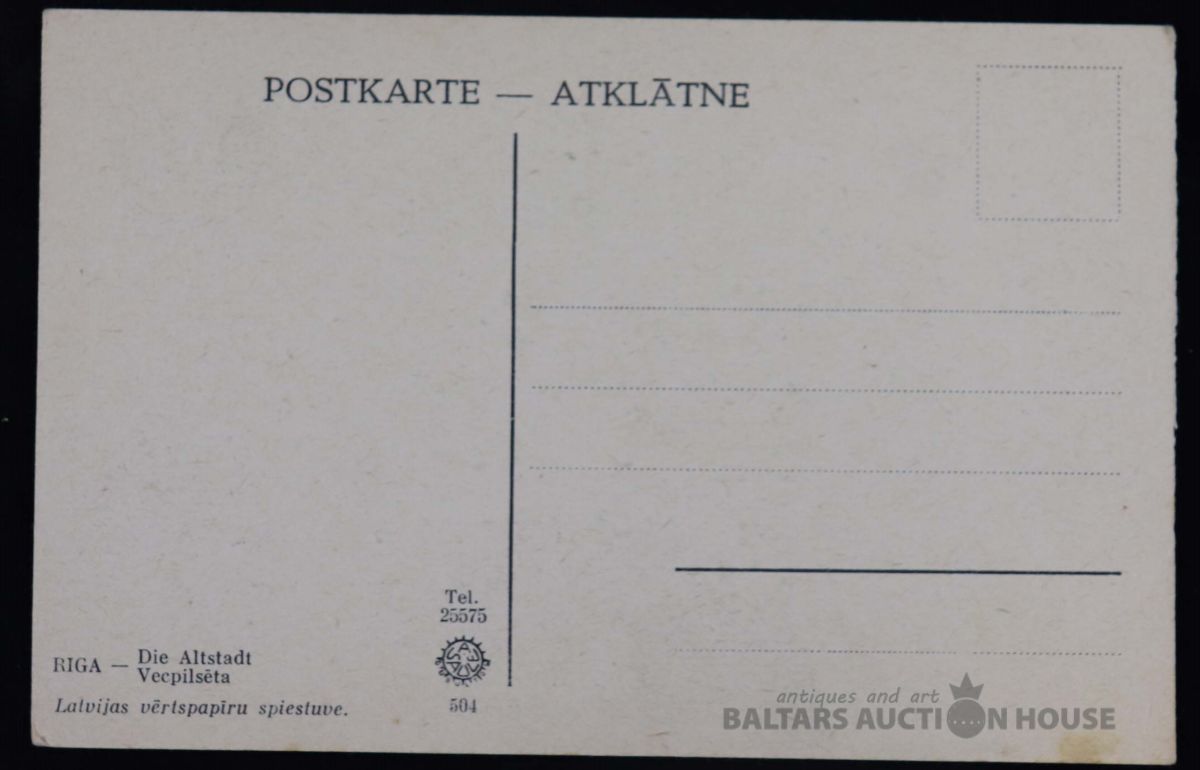 POSTKARTE — ATKLĀTNE
Tel.
25575
RIGA — Die Altstadt
Vecpilsēta
Latvijas vērtspapīru spiestuve.
504
antiques and art
BALTARS AUCTION HOUSE